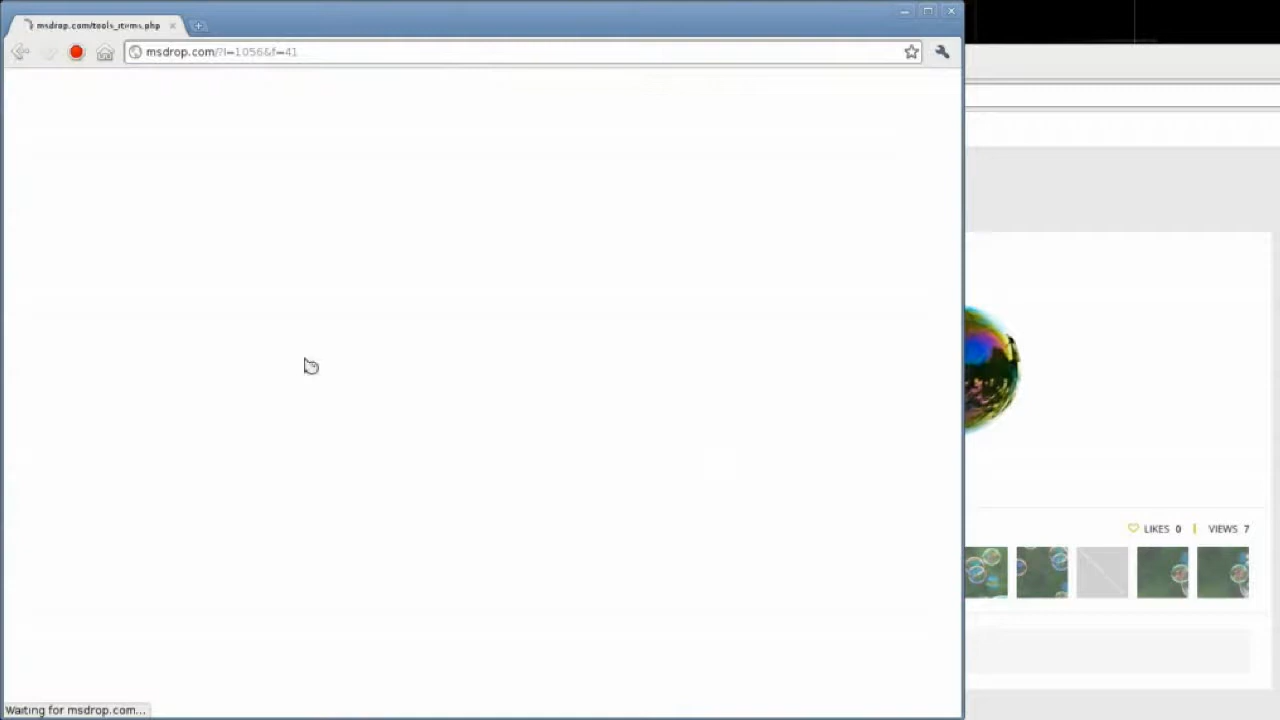 msdrop.com/tools_items.php
msdrop.com/?l=1056&f=41
LIKES 0 | VIEWS 7
Waiting for msdrop.com...